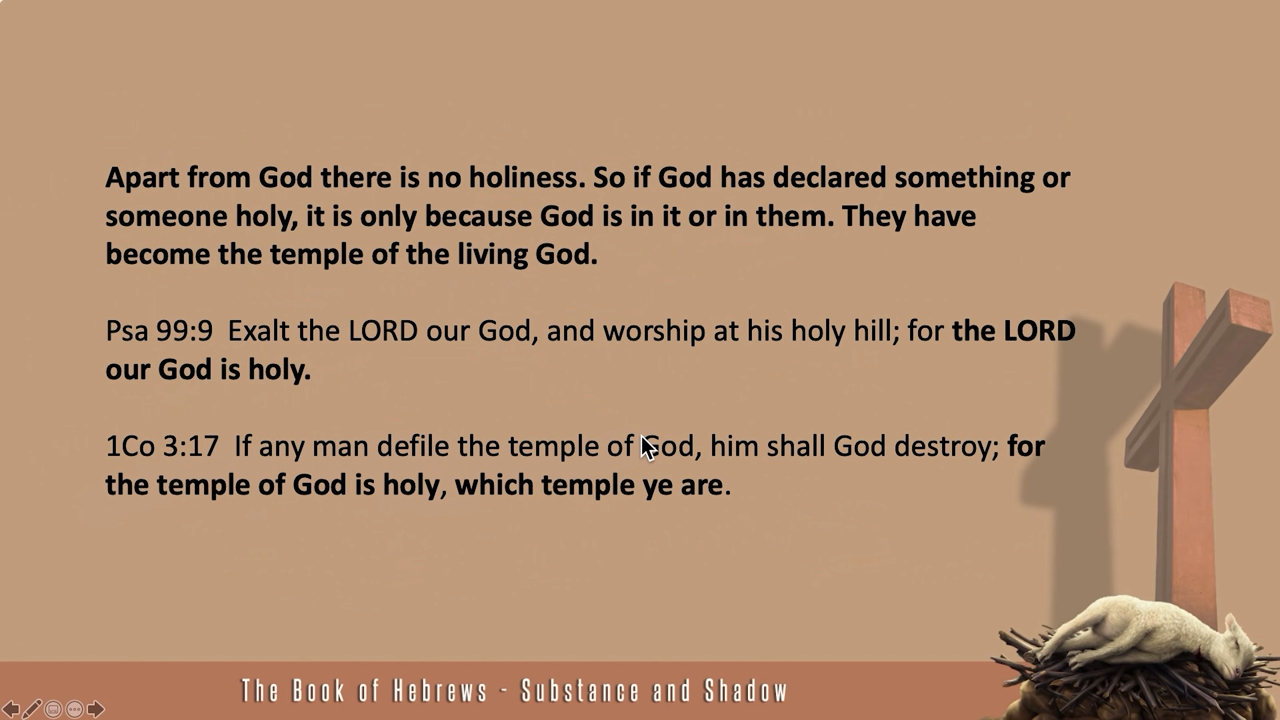 Apart from God there is no holiness. So if God has declared something or
someone holy, it is only because God is in it or in them. They have
become the temple of the living God.
Psa 99:9  Exalt the LORD our God, and worship at his holy hill; for the LORD
our God is holy.
1Co 3:17  If any man defile the temple of God, him shall God destroy; for
the temple of God is holy, which temple ye are.
The Book of Hebrews - Substance and Shadow